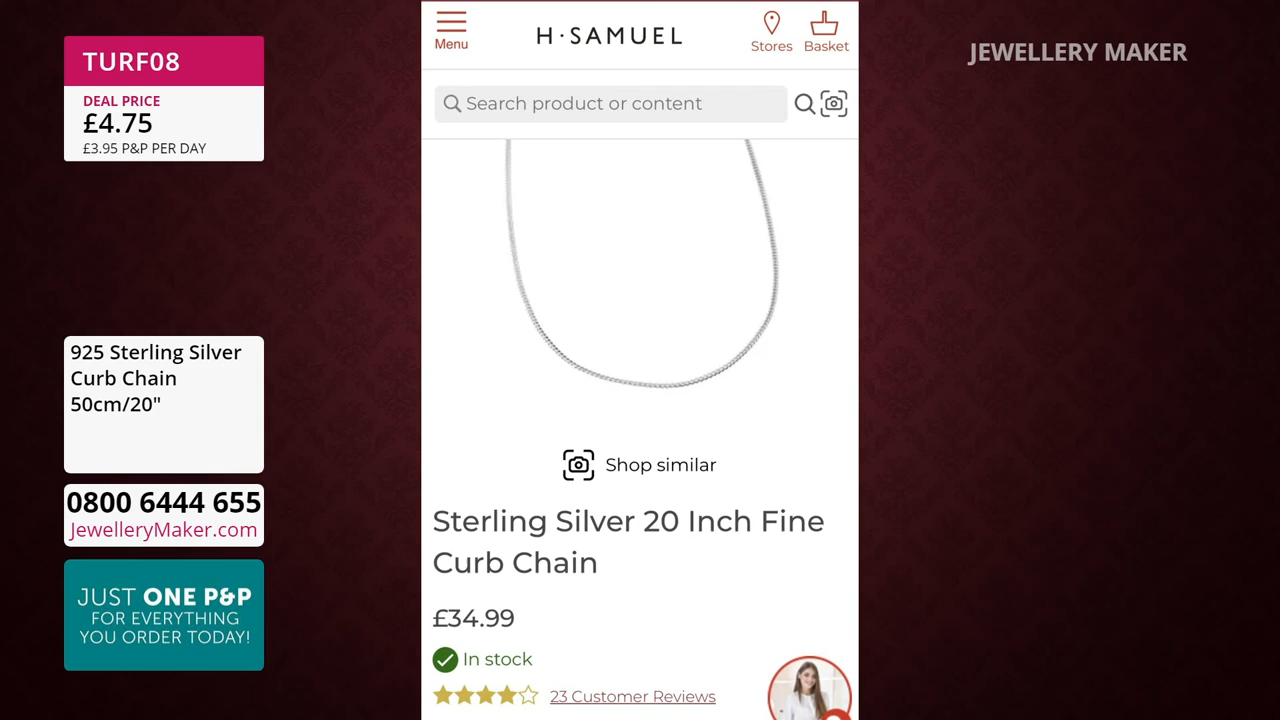 TURF08
DEAL PRICE
£4.75
£3.95 P&P PER DAY
925 Sterling Silver
Curb Chain
50cm/20"
0800 6444 655
JewelleryMaker.com
JUST ONE P&P
FOR EVERYTHING
YOU ORDER TODAY!
Menu
H·SAMUEL
Stores
Basket
Search product or content
Shop similar
Sterling Silver 20 Inch Fine
Curb Chain
£34.99
In stock
23 Customer Reviews
JEWELLERY MAKER